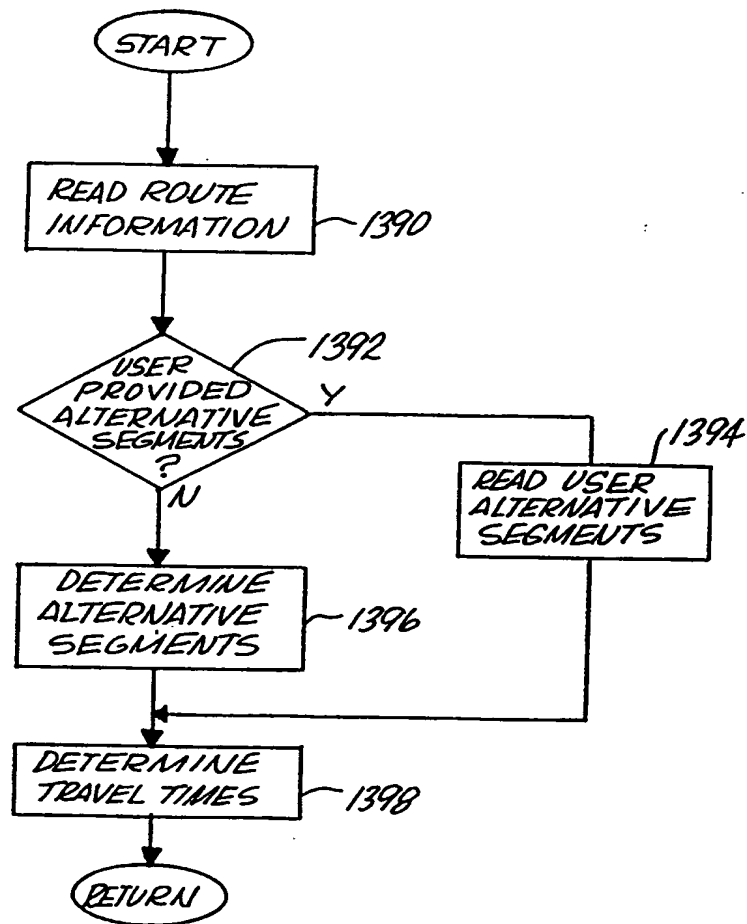 START
READ ROUTE
INFORMATION
1390
1392
USER
PROVIDED
ALTERNATIVE
SEGMENTS
?
Y
N
1394
READ USER
ALTERNATIVE
SEGMENTS
DETERMINE
ALTERNATIVE
SEGMENTS
1396
DETERMINE
TRAVEL TIMES
1398
RETURN